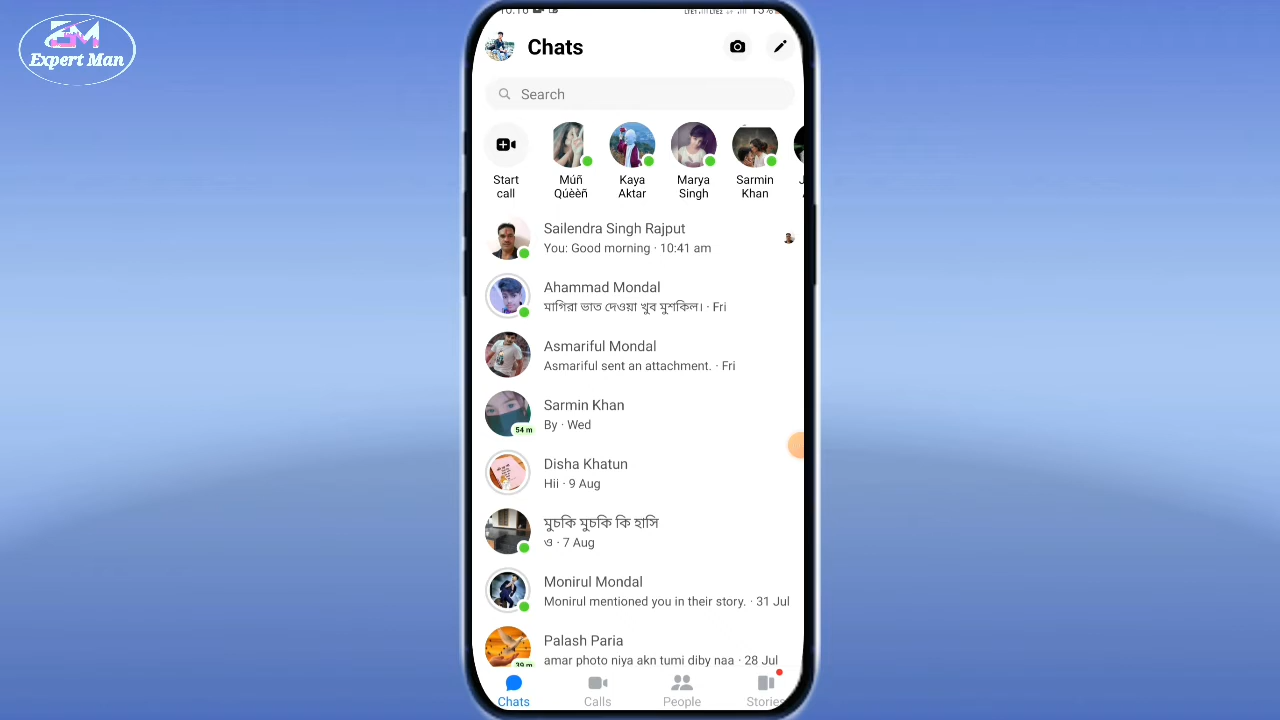 GM
Expert Man
Chats
Search
Start call
Múñ Qúèèñ
Kaya Aktar
Marya Singh
Sarmin Khan
Sailendra Singh Rajput
You: Good morning · 10:41 am
Ahammad Mondal
মাগিরা ভাত দেওয়া খুব মুশকিল। · Fri
Asmariful Mondal
Asmariful sent an attachment. · Fri
Sarmin Khan
54 m
By · Wed
Disha Khatun
Hii · 9 Aug
মুচকি মুচকি কি হাসি
ও · 7 Aug
Monirul Mondal
Monirul mentioned you in their story. · 31 Jul
Palash Paria
39 m
amar photo niya akn tumi diby naa · 28 Jul
Chats
Calls
People
Stories